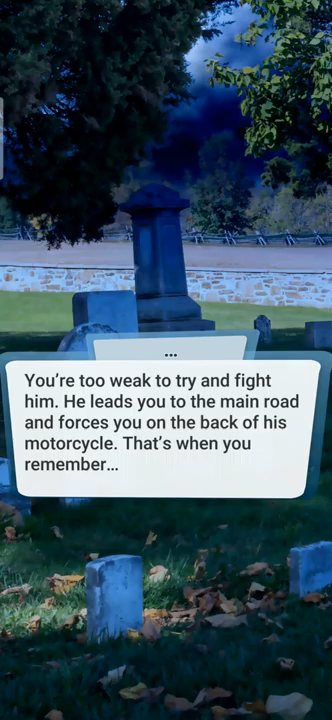 ...
You're too weak to try and fight
him. He leads you to the main road
and forces you on the back of his
motorcycle. That's when you
remember...